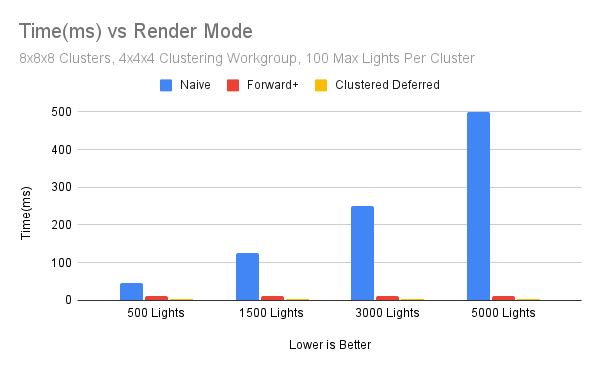 Time(ms) vs Render Mode
8x8x8 Clusters, 4x4x4 Clustering Workgroup, 100 Max Lights Per Cluster
Naive Forward+ Clustered Deferred
500
400
300
200
100
0
Time(ms)
500 Lights 1500 Lights 3000 Lights 5000 Lights
Lower is Better